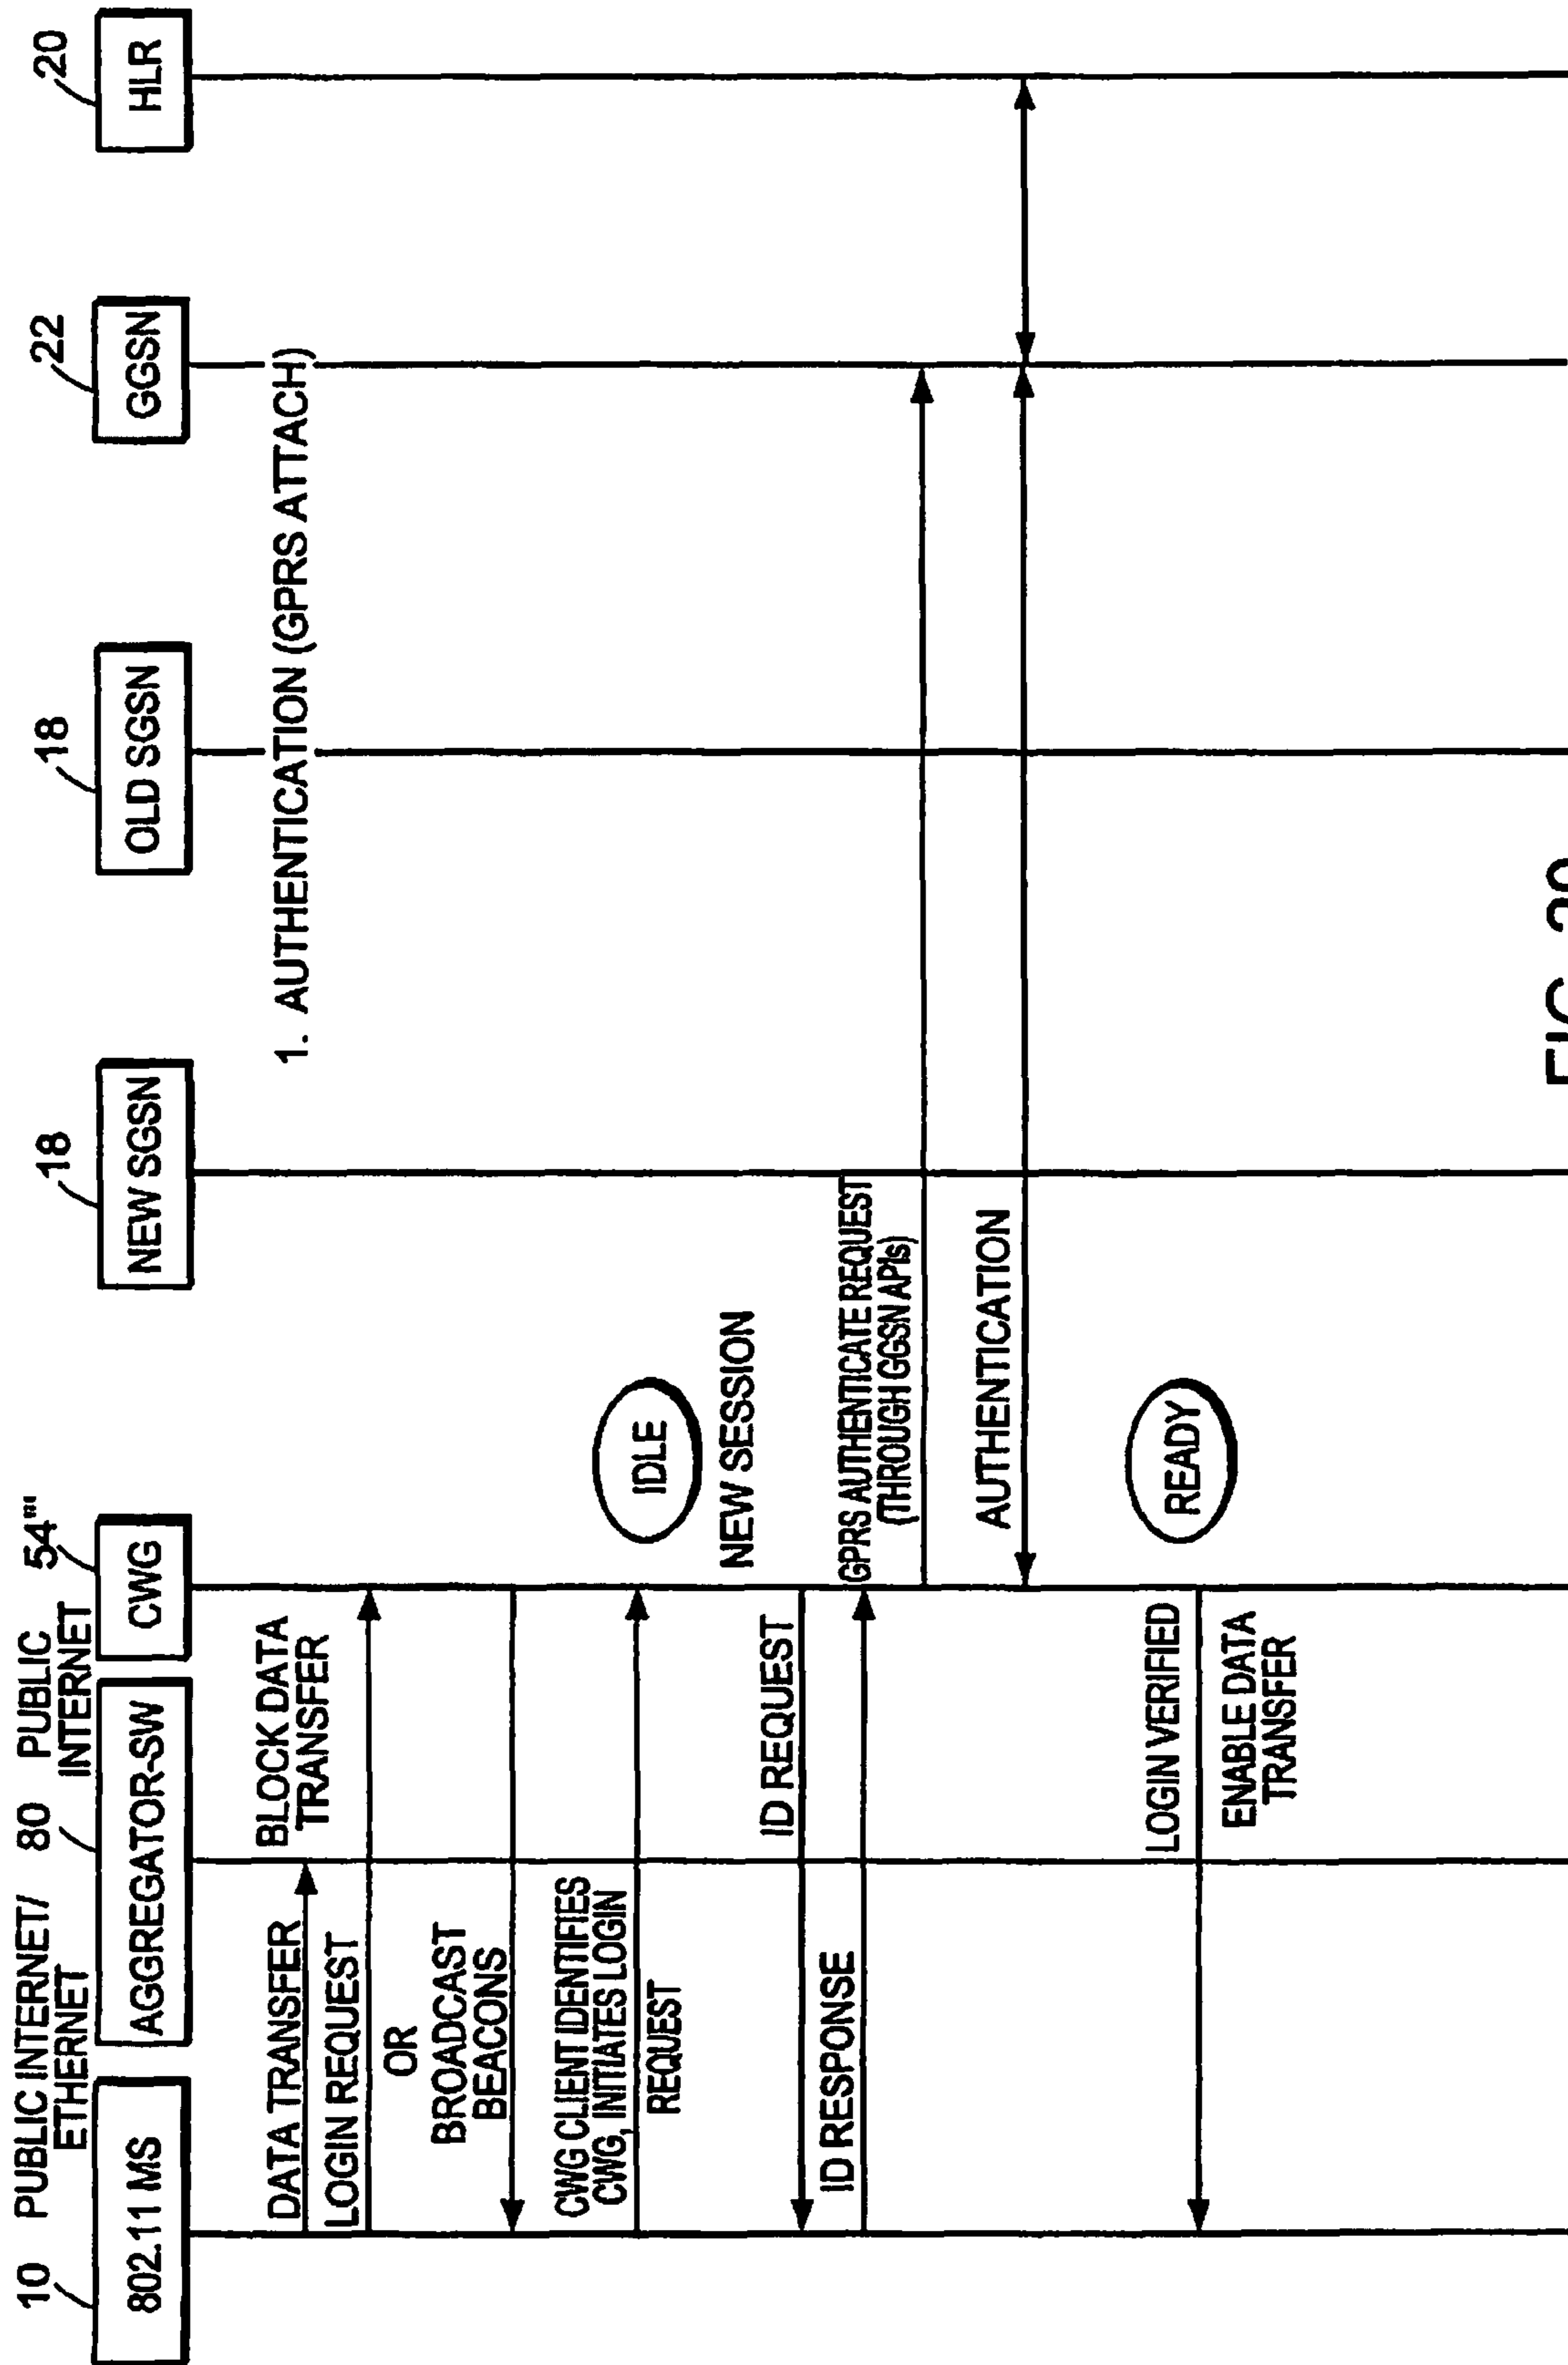 10 PUBLIC INTERNET/
ETHERNET
80 PUBLIC
INTERNET
54'''
18
18
22
20
802.11 MS
AGGREGATOR-SW
CWG
NEW SGSN
OLD SGSN
GGSN
HLR
1. AUTHENTICATION (GPRS ATTACH)
DATA TRANSFER
BLOCK DATA
TRANSFER
LOGIN REQUEST
OR
BROADCAST
BEACONS
CWG CLIENT IDENTIFIES
CWG, INITIATES LOGIN
REQUEST
IDLE
NEW SESSION
ID REQUEST
ID RESPONSE
GPRS AUTHENTICATE REQUEST
(THROUGH GGSN APIs)
AUTHENTICATION
READY
LOGIN VERIFIED
ENABLE DATA
TRANSFER